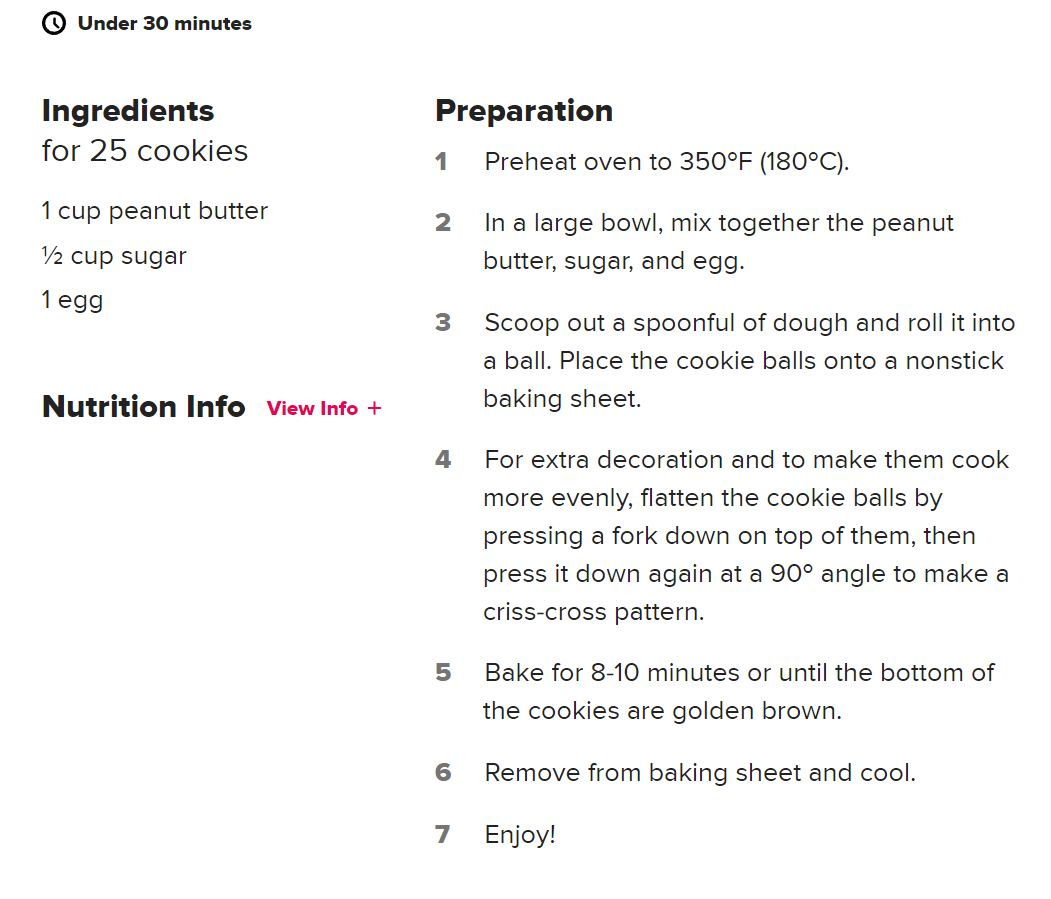 Under 30 minutes
Ingredients
for 25 cookies
1 cup peanut butter
½ cup sugar
1 egg
Nutrition Info View Info +
Preparation
1 Preheat oven to 350°F (180°C).
2 In a large bowl, mix together the peanut
butter, sugar, and egg.
3 Scoop out a spoonful of dough and roll it into
a ball. Place the cookie balls onto a nonstick
baking sheet.
4 For extra decoration and to make them cook
more evenly, flatten the cookie balls by
pressing a fork down on top of them, then
press it down again at a 90° angle to make a
criss-cross pattern.
5 Bake for 8-10 minutes or until the bottom of
the cookies are golden brown.
6 Remove from baking sheet and cool.
7 Enjoy!